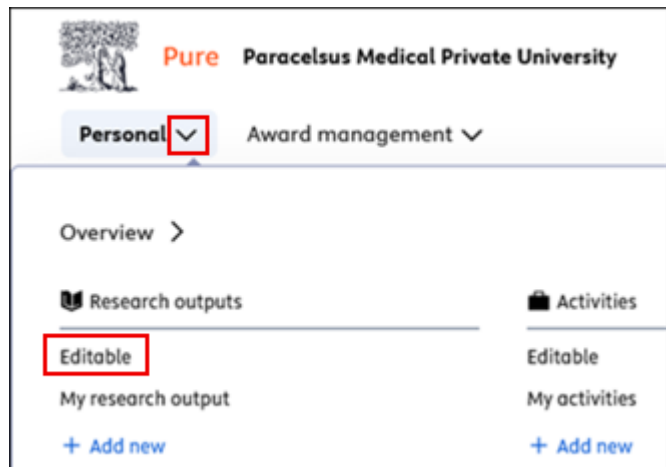 Pure Paracelsus Medical Private University
Personal Award management
Overview
Research outputs
Activities
Editable
Editable
My research output
My activities
+ Add new
+ Add new